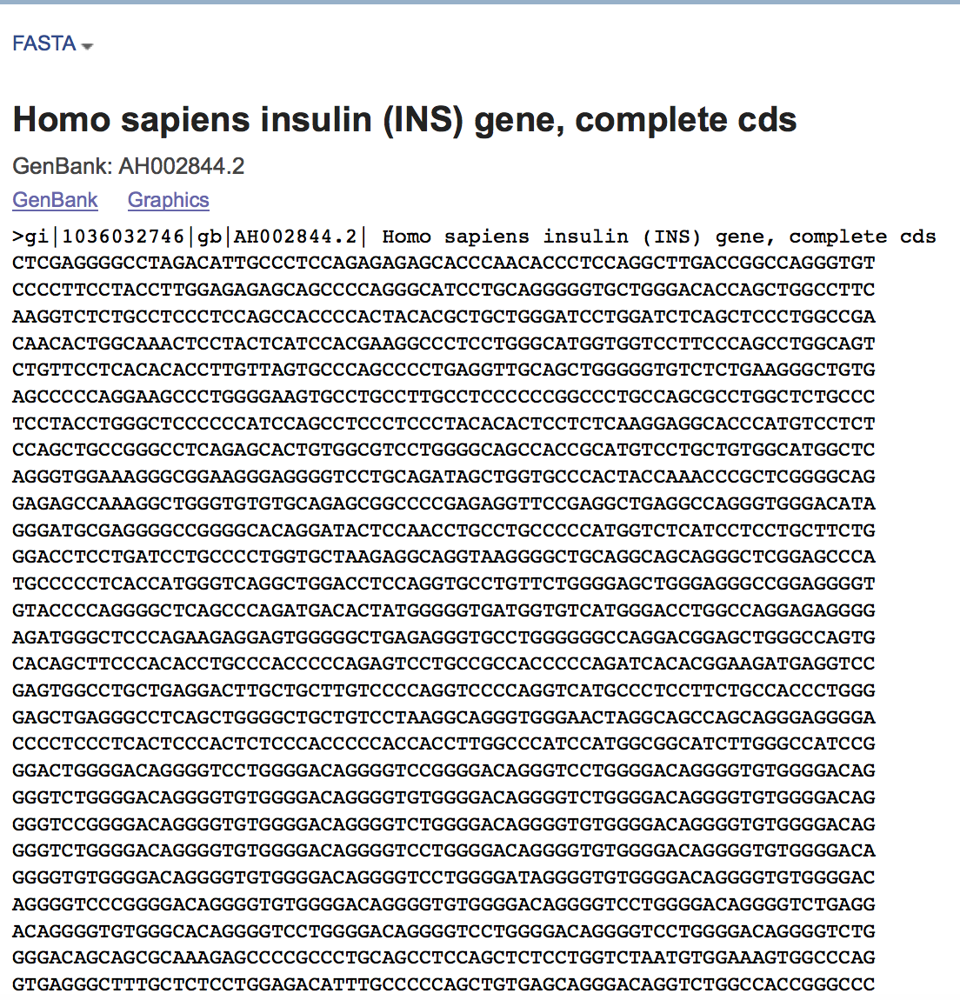 FASTA
Homo sapiens insulin (INS) gene, complete cds
GenBank: AH002844.2
GenBank Graphics
>gi|1036032746|gb|AH002844.2| Homo sapiens insulin (INS) gene, complete cds
CTCGAGGGGCCTAGACATTGCCCTCCAGAGAGAGCACCCAACACCCTCCAGGCTTGACCGGCCAGGGTGT
CCCCTTCCTACCTTGGAGAGAGCAGCCCCAGGGCATCCTGCAGGGGGTGCTGGGACACCAGCTGGCCTTC
AAGGTCTCTGCCTCCCTCCAGCCACCCCACTACACGCTGCTGGGATCCTGGATCTCAGCTCCCTGGCCGA
CAACACTGGCAAACTCCTACTCATCCACGAAGGCCCTCCTGGGCATGGTGGTCCTTCCCAGCCTGGCAGT
CTGTTCCTCACACACCTTGTTAGTGCCCAGCCCCTGAGGTTGCAGCTGGGGGTGTCTCTGAAGGGCTGTG
AGCCCCCAGGAAGCCCTGGGGAAGTGCCTGCCTTGCCTCCCCCCGGCCCTGCCAGCGCCTGGCTCTGCCC
TCCTACCTGGGCTCCCCCCATCCAGCCTCCCTCCCTACACACTCCTCTCAAGGAGGCACCCATGTCCTCT
CCAGCTGCCGGGCCTCAGAGCACTGTGGCGTCCTGGGGCAGCCACCGCATGTCCTGCTGTGGCATGGCTC
AGGGTGGAAAGGGCGGAAGGGAGGGGTCCTGCAGATAGCTGGTGCCCACTACCAAACCCGCTCGGGGCAG
GAGAGCCAAAGGCTGGGTGTGTGCAGAGCGGCCCCGAGAGGTTCCGAGGCTGAGGCCAGGGTGGGACATA
GGGATGCGAGGGGCCGGGGCACAGGATACTCCAACCTGCCTGCCCCCATGGTCTCATCCTCCTGCTTCTG
GGACCTCCTGATCCTGCCCCTGGTGCTAAGAGGCAGGTAAGGGGCTGCAGGCAGCAGGGCTCGGAGCCCA
TGCCCCCTCACCATGGGTCAGGCTGGACCTCCAGGTGCCTGTTCTGGGGAGCTGGGAGGGCCGGAGGGGT
GTACCCCAGGGGCTCAGCCCAGATGACACTATGGGGGTGATGGTGTCATGGGACCTGGCCAGGAGAGGGG
AGATGGGCTCCCAGAAGAGGAGTGGGGGCTGAGAGGGTGCCTGGGGGGCCAGGACGGAGCTGGGCCAGTG
CACAGCTTCCCACACCTGCCCACCCCCAGAGTCCTGCCGCCACCCCCAGATCACACGGAAGATGAGGTCC
GAGTGGCCTGCTGAGGACTTGCTGCTTGTCCCCAGGTCCCCAGGTCATGCCCTCCTTCTGCCACCCTGGG
GAGCTGAGGGCCTCAGCTGGGGCTGCTGTCCTAAGGCAGGGTGGGAACTAGGCAGCCAGCAGGGAGGGGA
CCCCTCCCTCACTCCCACTCTCCCACCCCCACCACCTTGGCCCATCCATGGCGGCATCTTGGGCCATCCG
GGACTGGGGACAGGGGTCCTGGGGACAGGGGTCCGGGGACAGGGTCCTGGGGACAGGGGTGTGGGGACAG
GGGTCTGGGGACAGGGGTGTGGGGACAGGGGTGTGGGGACAGGGGTCTGGGGACAGGGGTGTGGGGACAG
GGGTCCGGGGACAGGGGTGTGGGGACAGGGGTCTGGGGACAGGGGTGTGGGGACAGGGGTGTGGGGACAG
GGGTCTGGGGACAGGGGTGTGGGGACAGGGGTCCTGGGGACAGGGGTGTGGGGACAGGGGTGTGGGGACA
GGGGTGTGGGGACAGGGGTGTGGGGACAGGGGTCCTGGGGATAGGGGTGTGGGGACAGGGGTGTGGGGAC
AGGGGTCCCGGGGACAGGGGTGTGGGGACAGGGGTGTGGGGACAGGGGTCCTGGGGACAGGGGTCTGAGG
ACAGGGGTGTGGGCACAGGGGTCCTGGGGACAGGGGTCCTGGGGACAGGGGTCCTGGGGACAGGGGTCTG
GGGACAGCAGCGCAAAGAGCCCCGCCCTGCAGCCTCCAGCTCTCCTGGTCTAATGTGGAAAGTGGCCCAG
GTGAGGGCTTTGCTCTCCTGGAGACATTTGCCCCCAGCTGTGAGCAGGGACAGGTCTGGCCACCGGGCCC